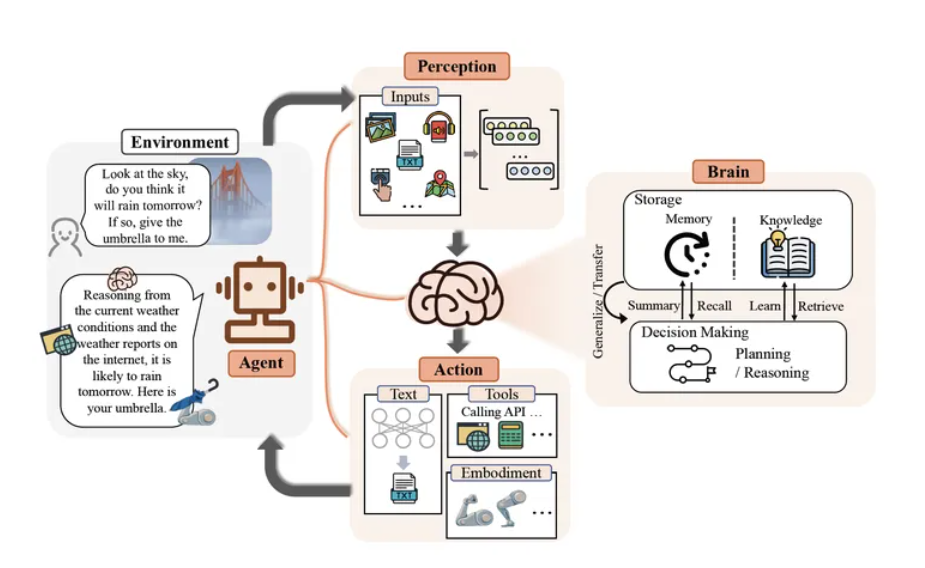 Environment
Look at the sky,
do you think it
will rain tomorrow?
If so, give the
umbrella to me.
Reasoning from
the current weather
conditions and the
weather reports on
the internet, it is
likely to rain
tomorrow. Here is
your umbrella.
Agent
Perception
Inputs
TXT
...
...
Action
Text
TXT
Tools
Calling API ...
...
Embodiment
...
Brain
Storage
Memory
Knowledge
Generalize / Transfer
Summary
Recall
Learn
Retrieve
Decision Making
Planning
/ Reasoning